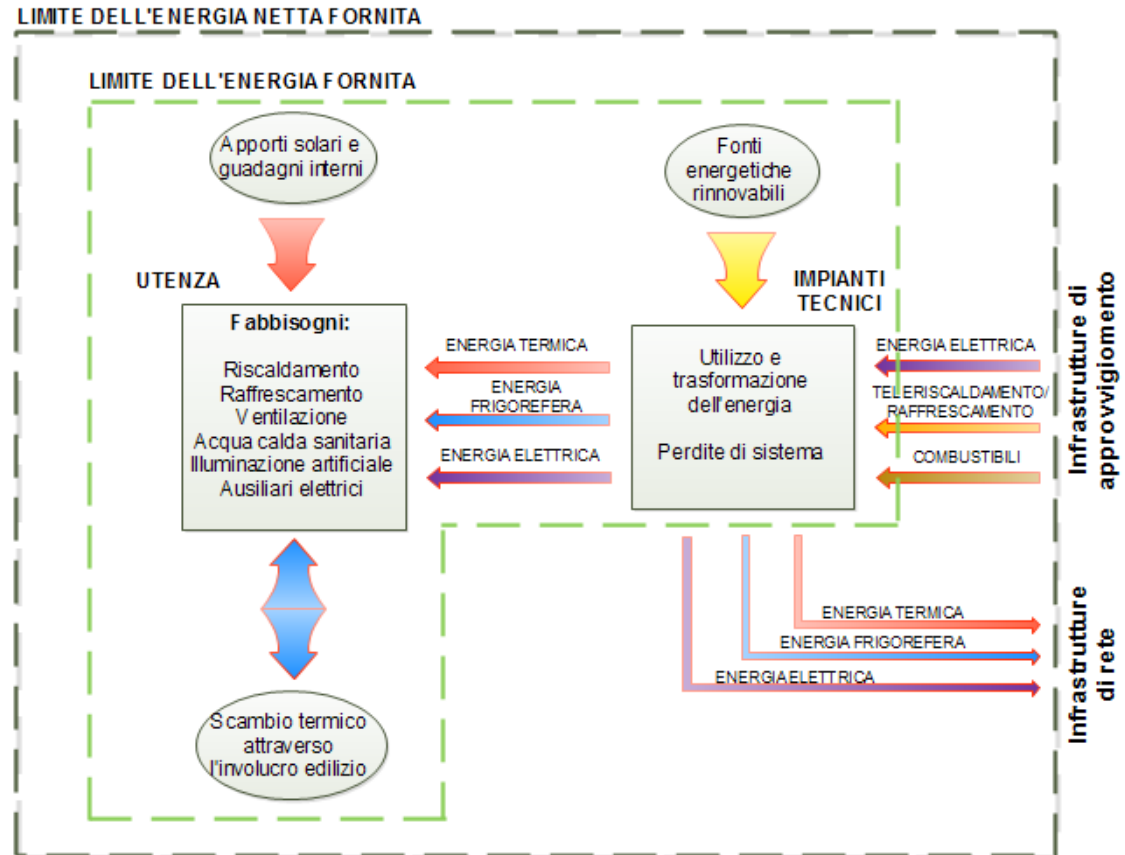 LIMITE DELL'ENERGIA NETTA FORNITA
LIMITE DELL'ENERGIA FORNITA
Apporti solari e
guadagni interni
Fonti
energetiche
rinnovabili
UTENZA
IMPIANTI
TECNICI
Fabbisogni:
Riscaldamento
Raffrescamento
Ventilazione
Acqua calda sanitaria
Illuminazione artificiale
Ausiliari elettrici
ENERGIA TERMICA
ENERGIA
FRIGOREFERA
ENERGIA ELETTRICA
Utilizzo e
trasformazione
dell'energia
Perdite di sistema
ENERGIA ELETTRICA
TELERISCALDAMENTO/
RAFFRESCAMENTO
COMBUSTIBILI
Infrastrutture di
approvvigiomento
ENERGIA TERMICA
ENERGIA FRIGOREFERA
ENERGIA ELETTRICA
Infrastrutture
di rete
Scambio termico
attraverso
l'involucro edilizio